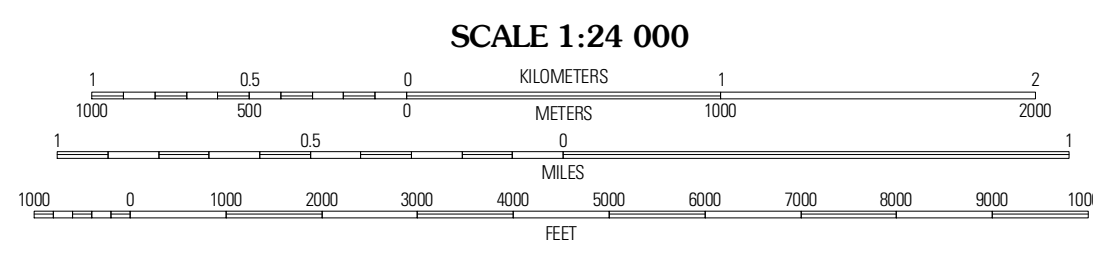 SCALE 1:24 000
1 0.5 0 KILOMETERS 1 2
1000 500 0 METERS 1000 2000
1 0.5 0 1
MILES
1000 0 1000 2000 3000 4000 5000 6000 7000 8000 9000
FEET